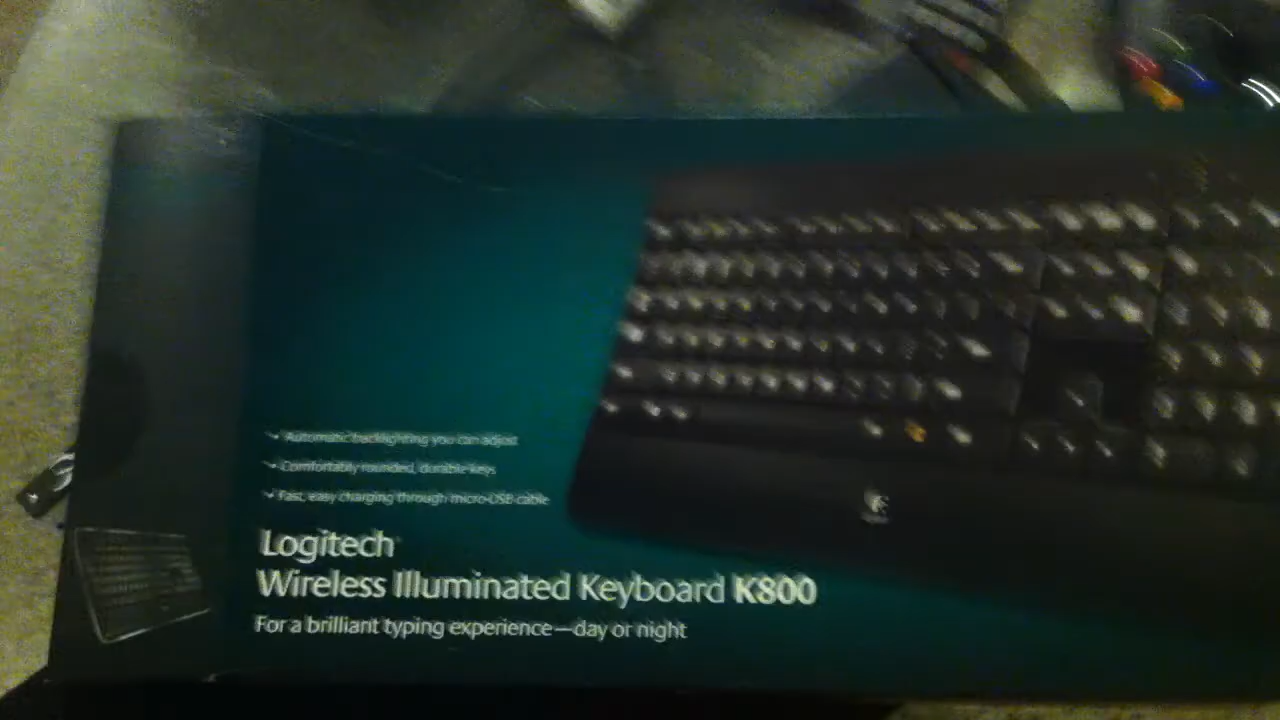 Automatic backlighting you can adjust
Comfortably rounded, durable keys
Fast, easy charging through micro-USB cable
Logitech
Wireless Illuminated Keyboard K800
For a brilliant typing experience—day or night